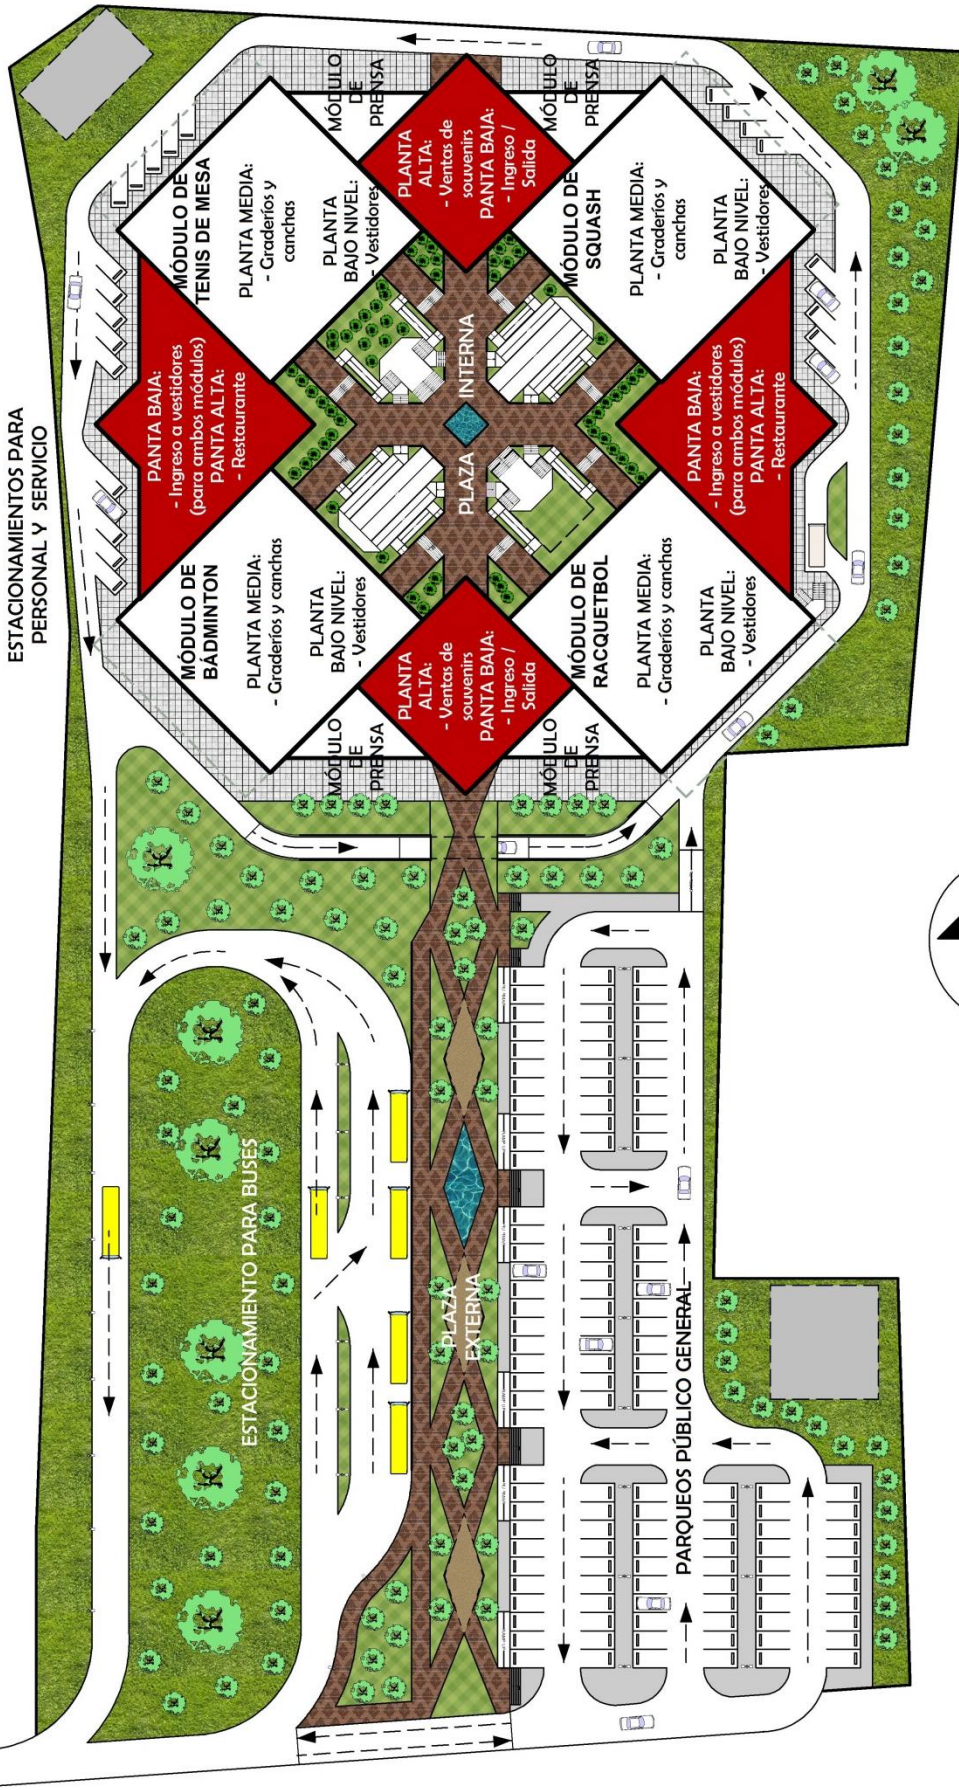 ESTACIONAMIENTOS PARA
PERSONAL Y SERVICIO
MÓDULO DE
BÁDMINTON
PLANTA MEDIA:
- Graderíos y canchas
PLANTA
BAJO NIVEL:
- Vestidores
PANTA BAJA:
- Ingreso a vestidores
(para ambos módulos)
PANTA ALTA:
- Restaurante
MÓDULO DE
TENIS DE MESA
PLANTA MEDIA:
- Graderíos y
canchas
PLANTA
BAJO NIVEL:
- Vestidores
MÓDULO
DE
PRENSA
PLANTA
ALTA:
- Ventas de
souvenirs
PANTA BAJA:
- Ingreso /
Salida
MÓDULO
DE
PRENSA
PLAZA INTERNA
PLANTA
ALTA:
- Ventas de
souvenirs
PANTA BAJA:
- Ingreso /
Salida
MÓDULO
DE
PRENSA
MÓDULO
DE
PRENSA
MÓDULO DE
RACQUETBOL
PLANTA MEDIA:
- Graderíos y canchas
PLANTA
BAJO NIVEL:
- Vestidores
PANTA BAJA:
- Ingreso a vestidores
(para ambos módulos)
PANTA ALTA:
- Restaurante
MÓDULO DE
SQUASH
PLANTA MEDIA:
- Graderíos y
canchas
PLANTA
BAJO NIVEL:
- Vestidores
ESTACIONAMIENTO PARA BUSES
PLAZA
EXTERNA
PARQUEOS PÚBLICO GENERAL